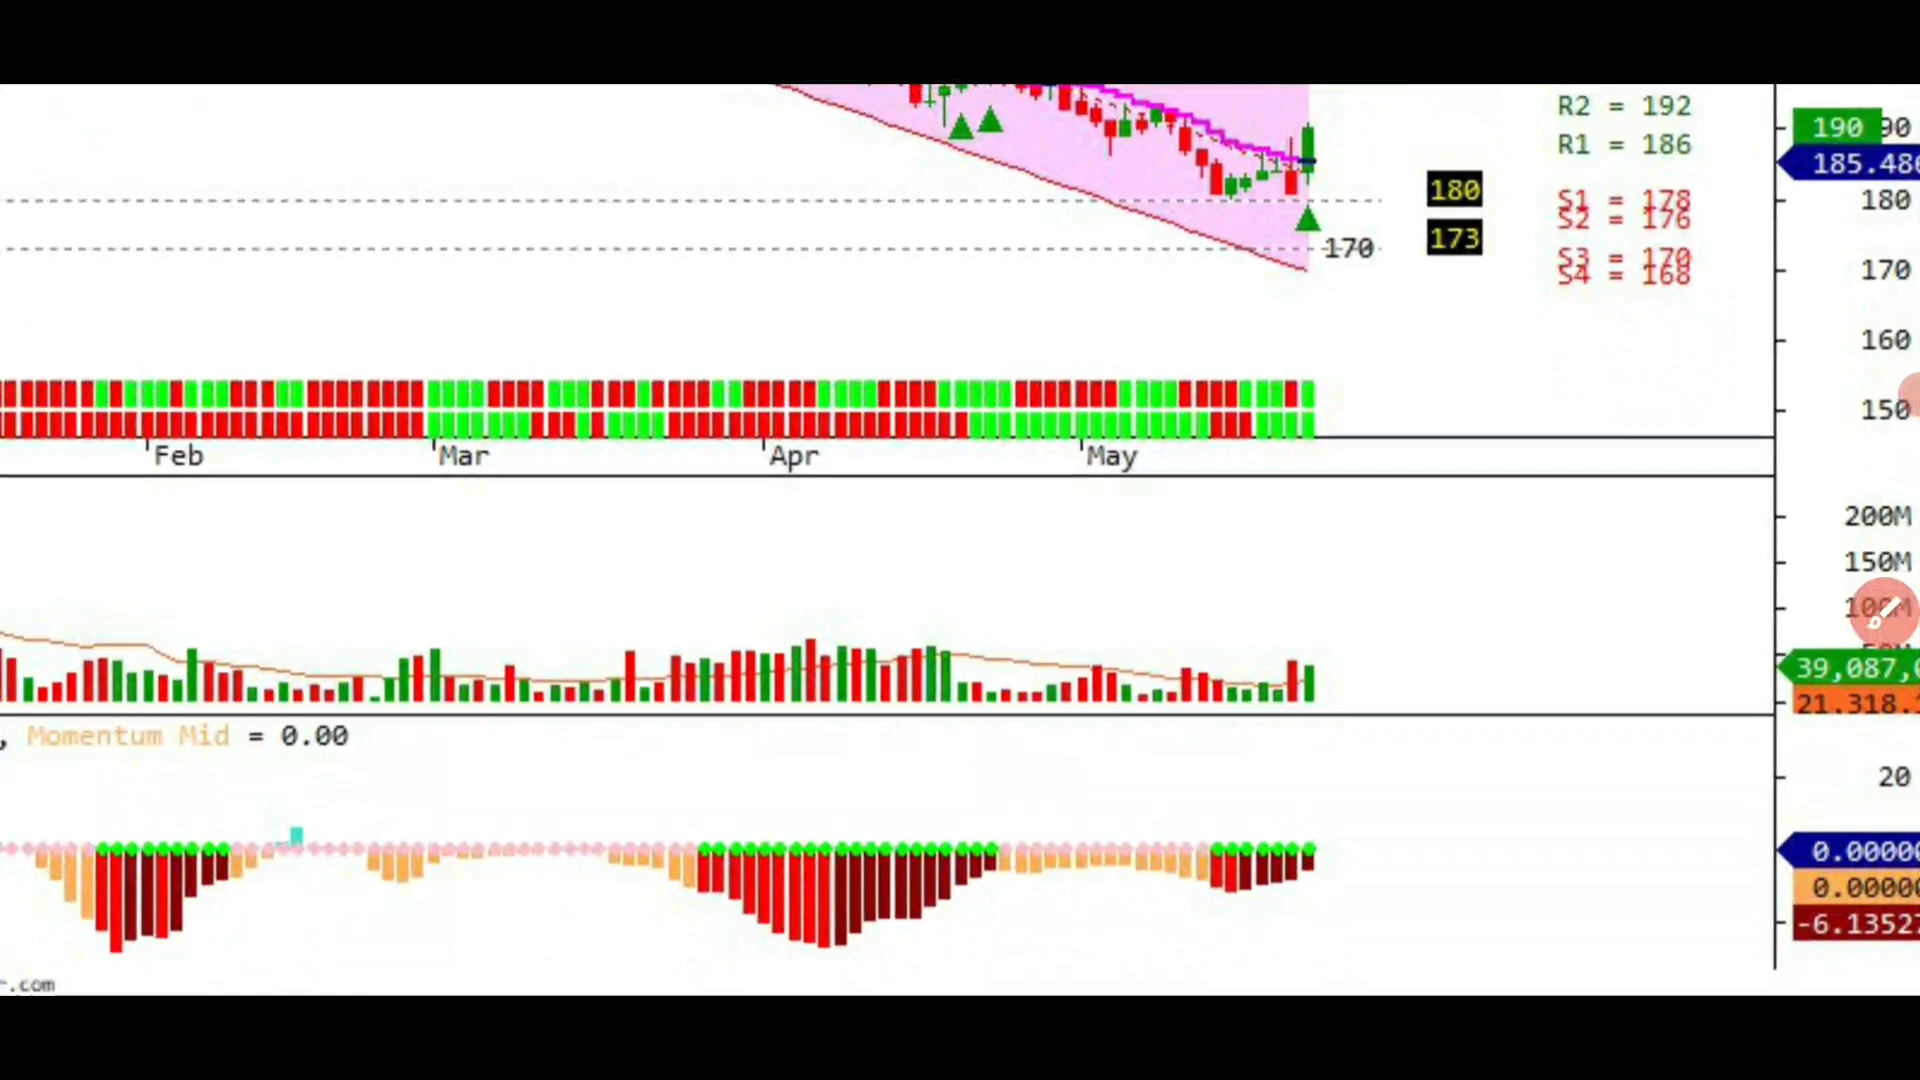 R2 = 192
R1 = 186
190
90
185.48
180
180
S1 = 178
S2 = 176
173
170
S3 = 170
S4 = 168
170
160
150
Feb Mar Apr May
200M
150M
100M
39,087,
21.318.
, Momentum Mid = 0.00
20
0.0000
0.0000
-6.1352
.com